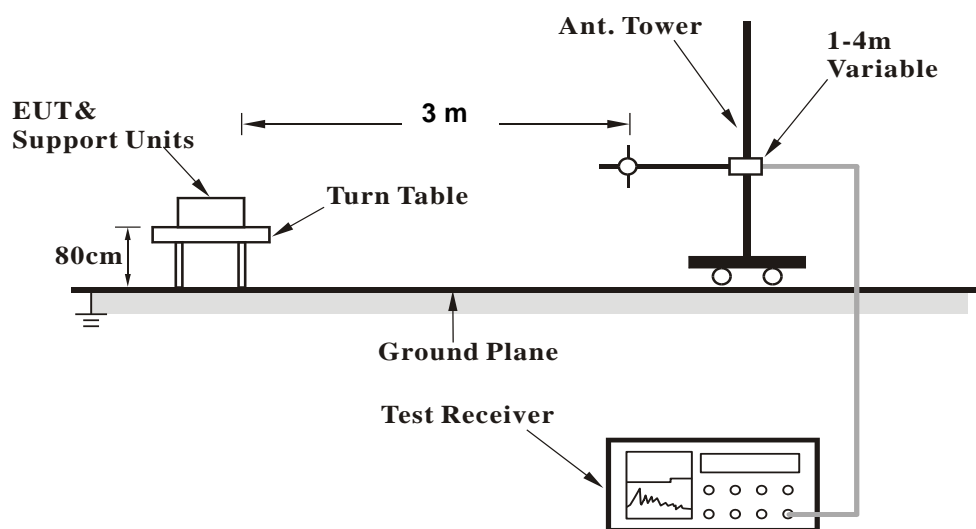 Ant. Tower
1-4m
Variable
EUT&
Support Units
3 m
Turn Table
80cm
Ground Plane
Test Receiver